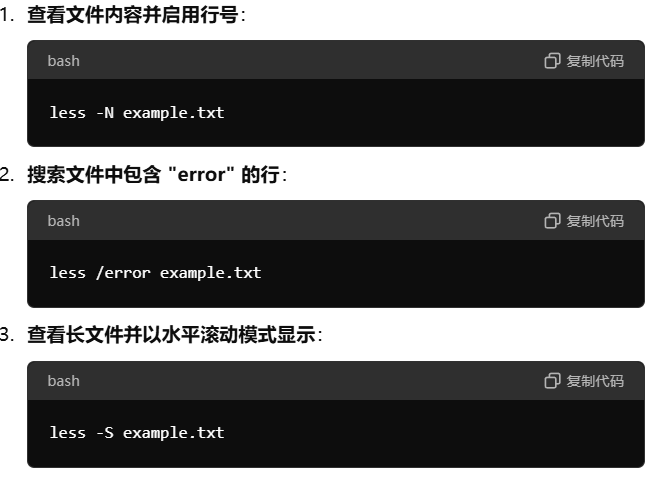 1. 查看文件内容并启用行号：
bash 复制代码
less -N example.txt
2. 搜索文件中包含 "error" 的行：
bash 复制代码
less /error example.txt
3. 查看长文件并以水平滚动模式显示：
bash 复制代码
less -S example.txt